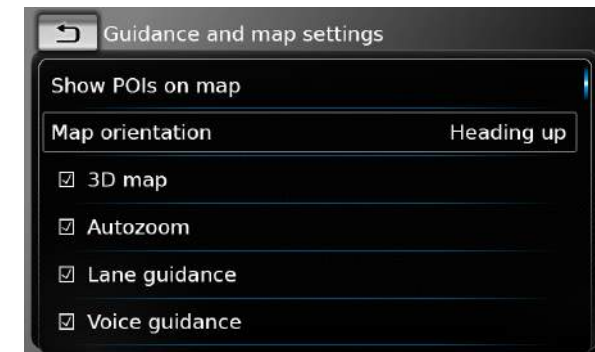 Guidance and map settings
Show POIs on map
Map orientation Heading up
3D map
Autozoom
Lane guidance
Voice guidance